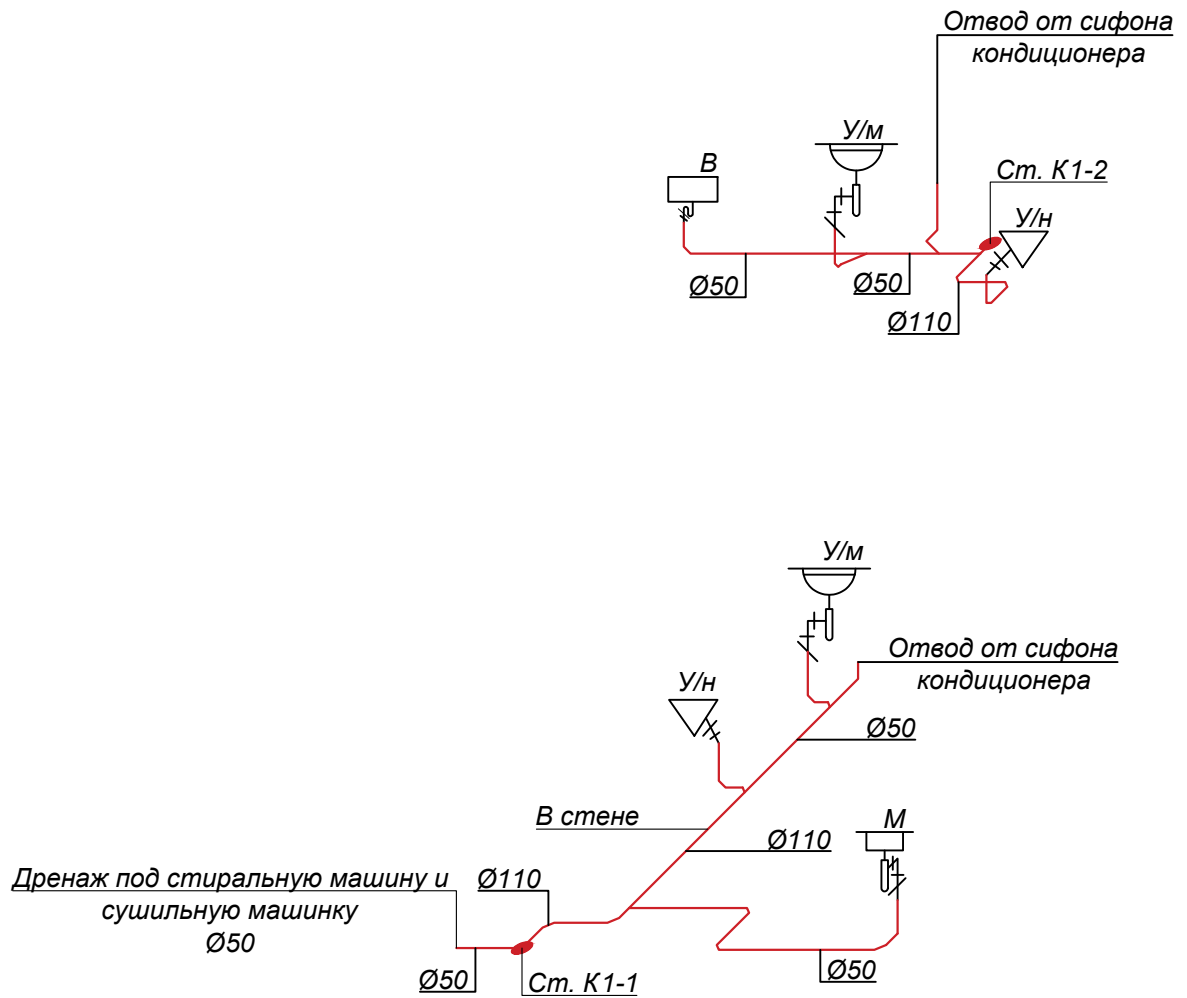 Отвод от сифона
кондиционера
У/м
В
Ст. К1-2
У/н
Ø50
Ø50
Ø110
У/м
Отвод от сифона
кондиционера
У/н
Ø50
В стене
М
Ø110
Дренаж под стиральную машину и
сушильную машинку
Ø50
Ø110
Ø50
Ст. К1-1
Ø50